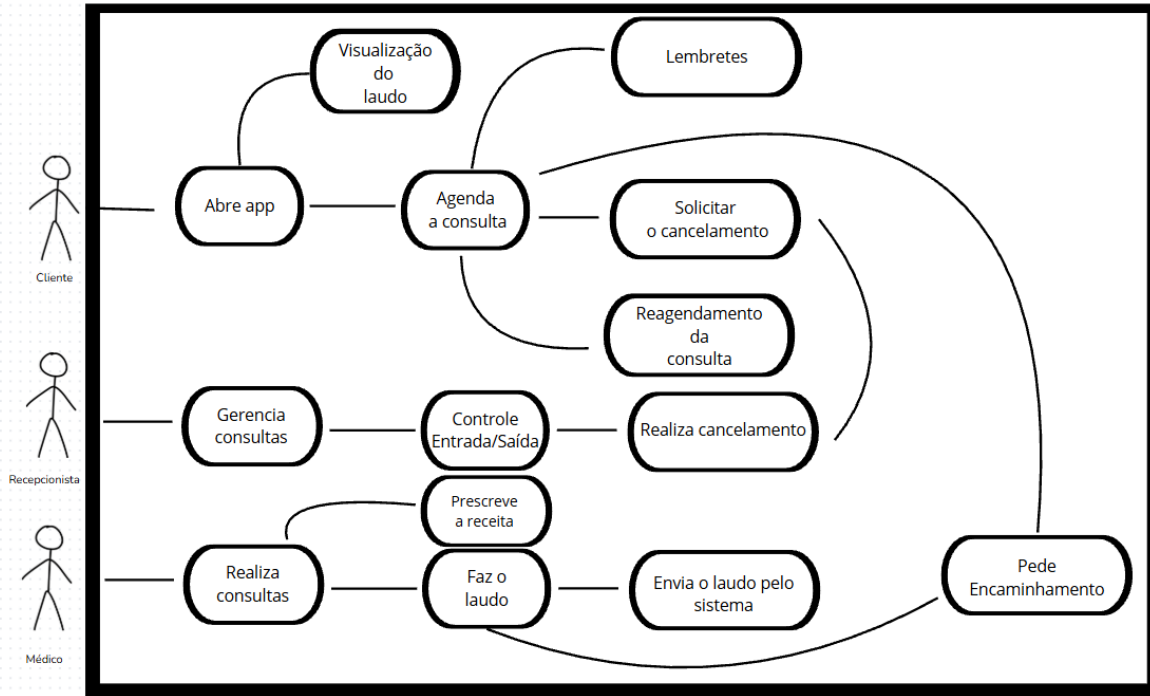 Visualização
do
laudo
Lembretes
Abre app
Agenda
a consulta
Solicitar
o cancelamento
Cliente
Reagendamento
da
consulta
Gerencia
consultas
Controle
Entrada/Saída
Realiza cancelamento
Recepcionista
Prescreve
a receita
Realiza
consultas
Faz o
laudo
Envia o laudo pelo
sistema
Pede
Encaminhamento
Médico